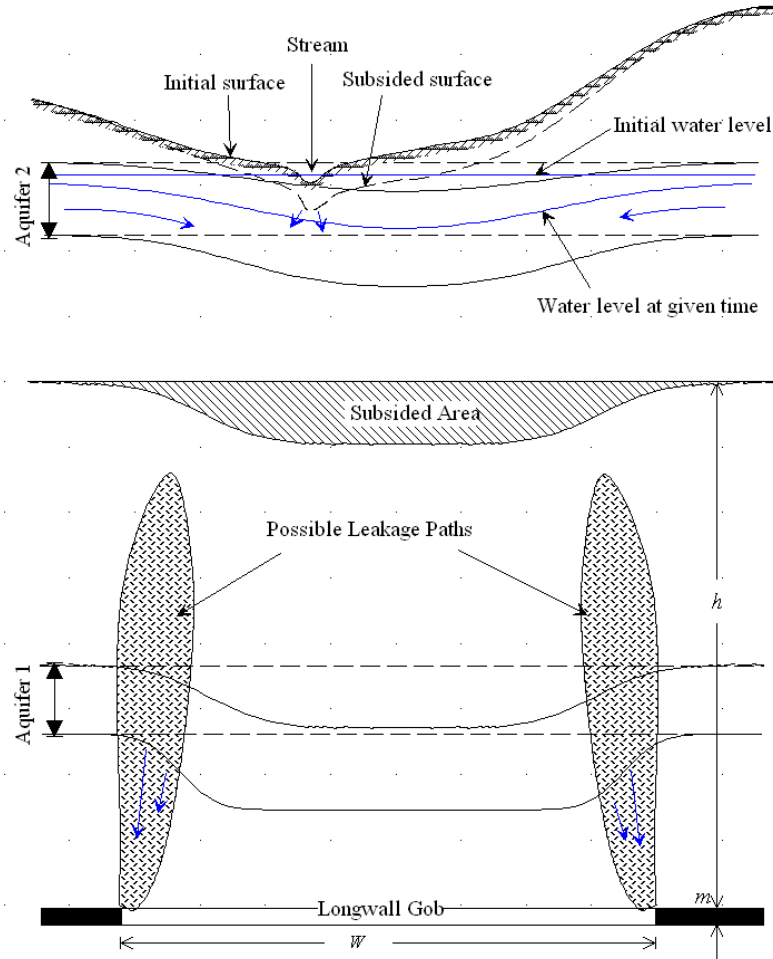 Stream
Initial surface
Subsided surface
Initial water level
Aquifer 2
Water level at given time
Subsided Area
Possible Leakage Paths
h
Aquifer 1
m
Longwall Gob
W